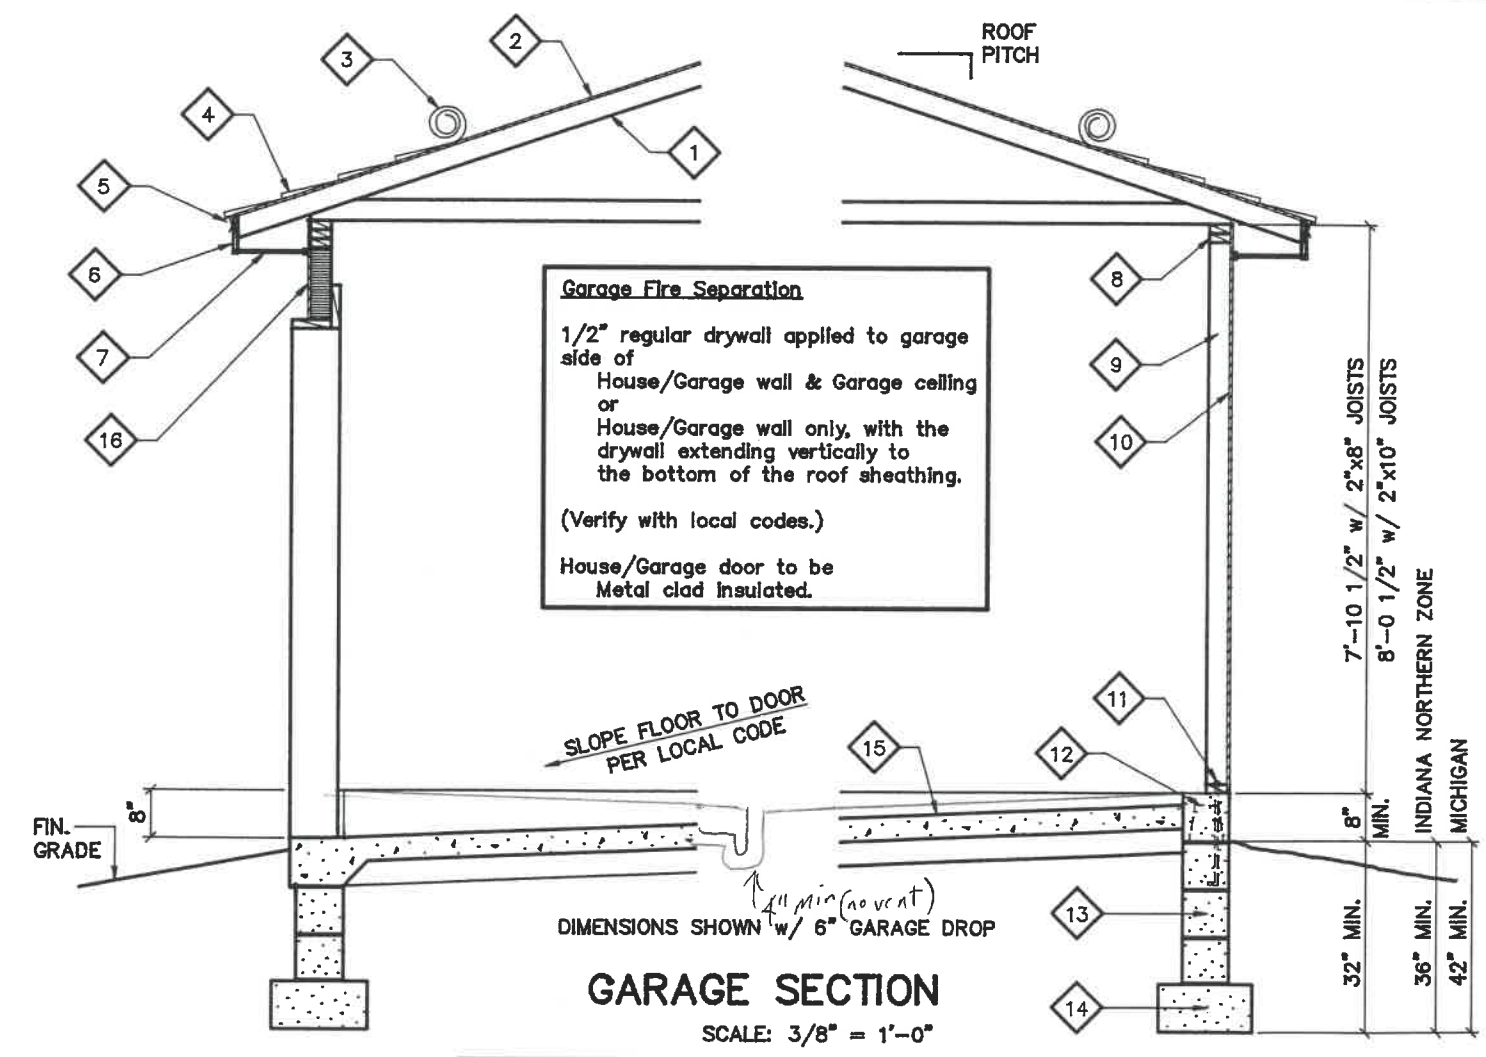 ROOF
PITCH
2
3
4
1
5
6
7
16
8
9
10
Garage Fire Separation
1/2" regular drywall applied to garage
side of
House/Garage wall & Garage ceiling
or
House/Garage wall only, with the
drywall extending vertically to
the bottom of the roof sheathing.
(Verify with local codes.)
House/Garage door to be
Metal clad insulated.
7'-10 1/2" w/ 2"x8" JOISTS
8'-0 1/2" w/ 2"x10" JOISTS
INDIANA NORTHERN ZONE
MICHIGAN
SLOPE FLOOR TO DOOR
PER LOCAL CODE
15
12
11
8"
FIN.
GRADE
8"
MIN.
13
14
32" MIN.
36" MIN.
42" MIN.
4" min (no vent)
DIMENSIONS SHOWN w/ 6" GARAGE DROP
GARAGE SECTION
SCALE: 3/8" = 1'-0"